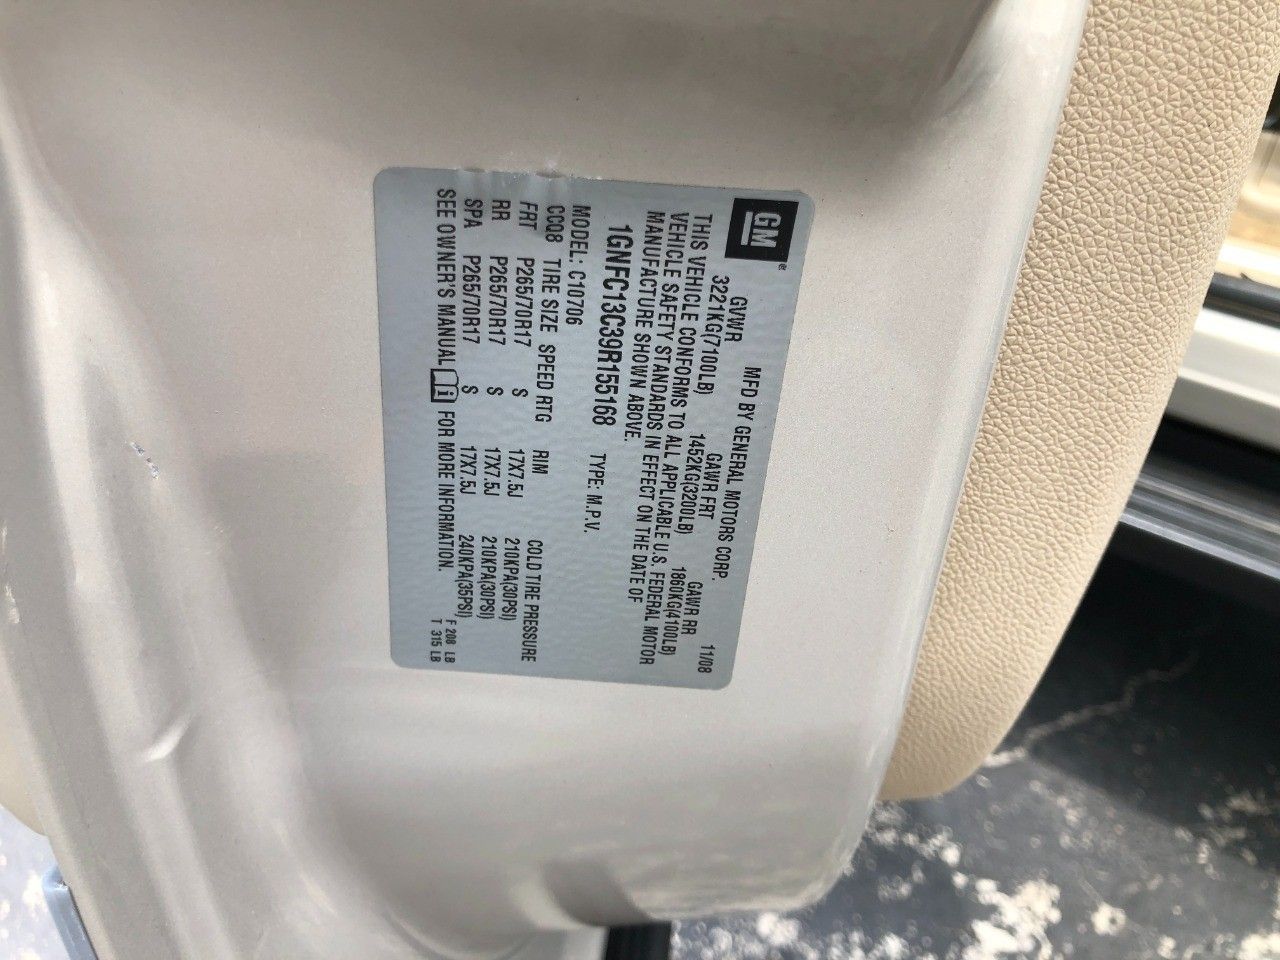 GM
MFD BY GENERAL MOTORS CORP. 11/08
GVWR GAWR FRT GAWR RR
3221KG(7100LB) 1452KG(3200LB) 1860KG(4100LB)
THIS VEHICLE CONFORMS TO ALL APPLICABLE U.S. FEDERAL MOTOR
VEHICLE SAFETY STANDARDS IN EFFECT ON THE DATE OF
MANUFACTURE SHOWN ABOVE.
1GNFC13C39R155168 TYPE: M.P.V.
MODEL: C10706
CCQ8 TIRE SIZE SPEED RTG RIM COLD TIRE PRESSURE
FRT P265/70R17 S 17X7.5J 210KPA(30PSI)
RR P265/70R17 S 17X7.5J 210KPA(30PSI)
SPA P265/70R17 S 17X7.5J 240KPA(35PSI)
SEE OWNER'S MANUAL i FOR MORE INFORMATION.
F 208 LB
T 315 LB